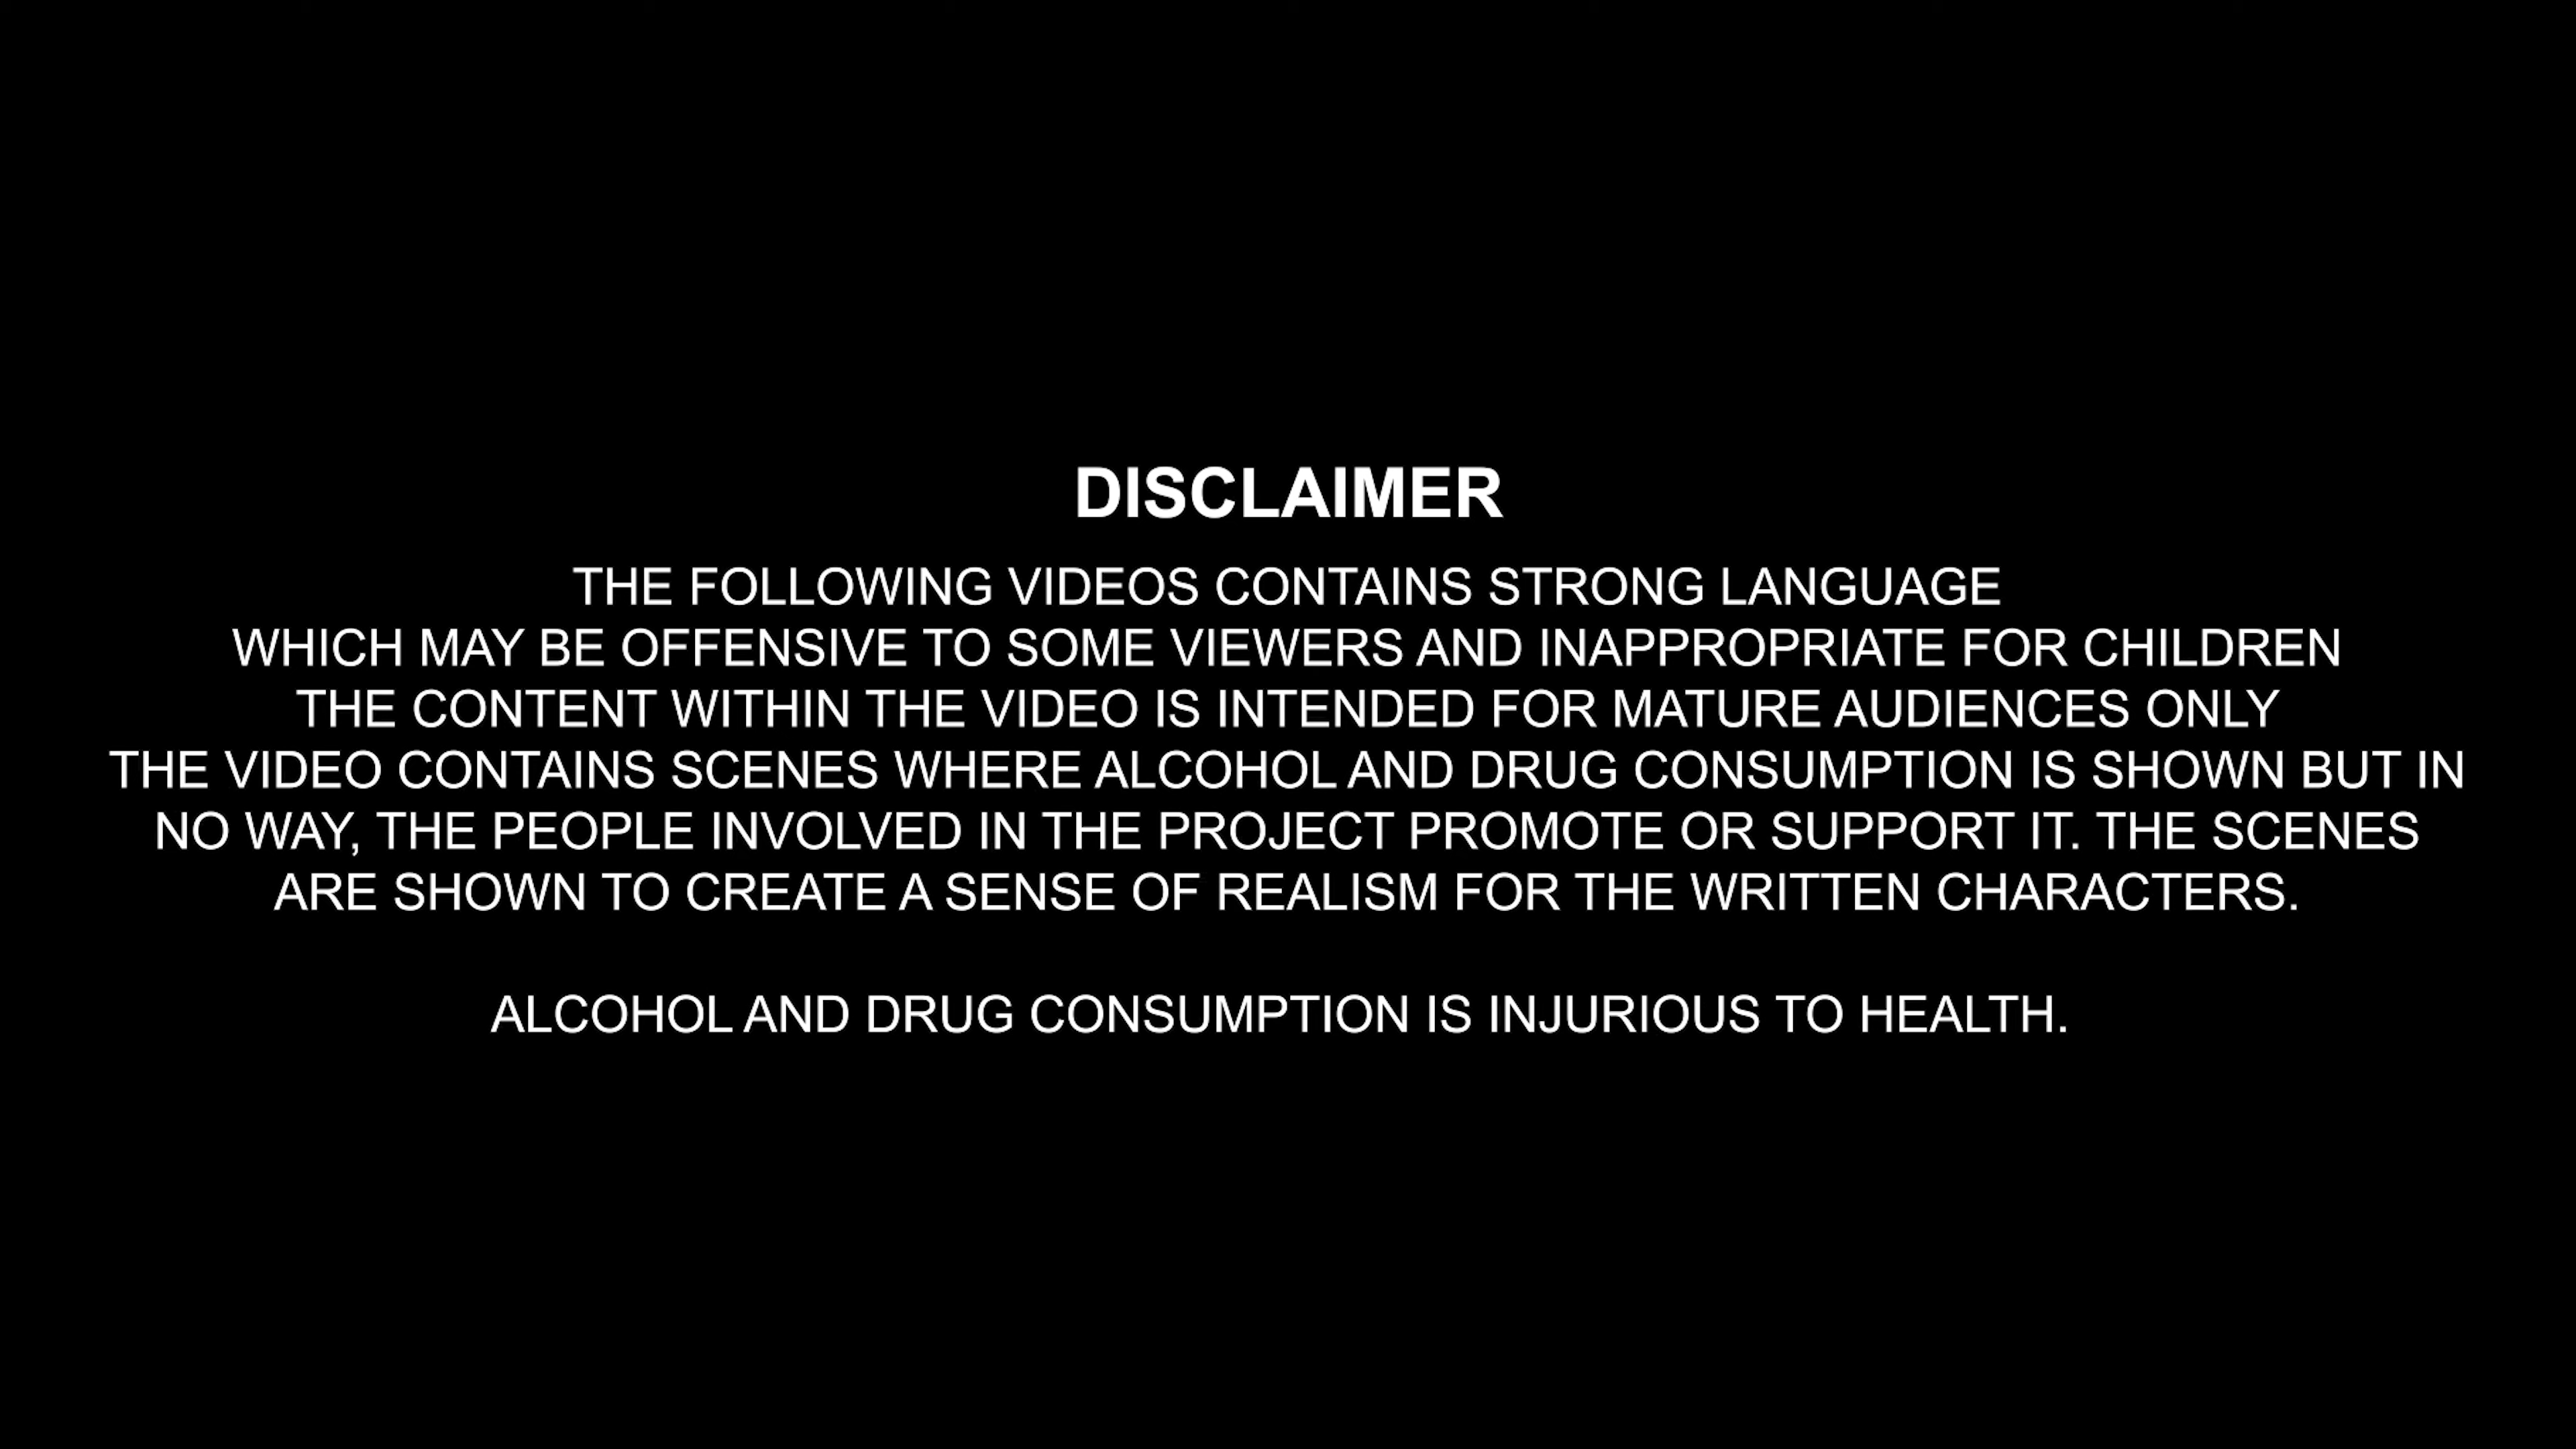 DISCLAIMER
THE FOLLOWING VIDEOS CONTAINS STRONG LANGUAGE
WHICH MAY BE OFFENSIVE TO SOME VIEWERS AND INAPPROPRIATE FOR CHILDREN
THE CONTENT WITHIN THE VIDEO IS INTENDED FOR MATURE AUDIENCES ONLY
THE VIDEO CONTAINS SCENES WHERE ALCOHOL AND DRUG CONSUMPTION IS SHOWN BUT IN
NO WAY, THE PEOPLE INVOLVED IN THE PROJECT PROMOTE OR SUPPORT IT. THE SCENES
ARE SHOWN TO CREATE A SENSE OF REALISM FOR THE WRITTEN CHARACTERS.
ALCOHOL AND DRUG CONSUMPTION IS INJURIOUS TO HEALTH.